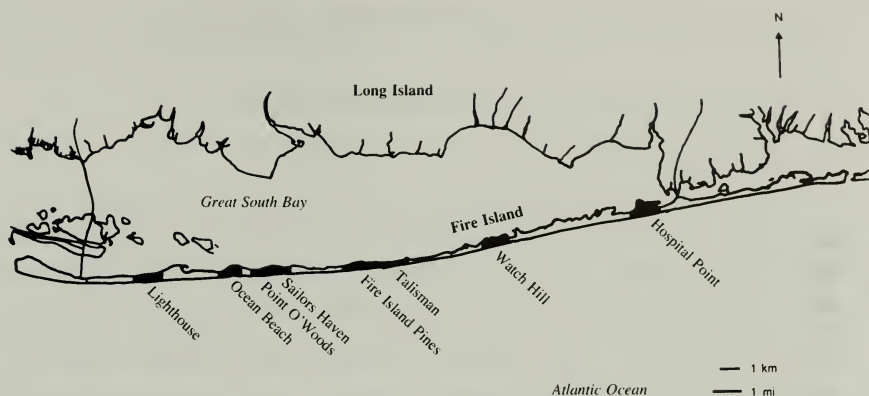 N
Long Island
Great South Bay
Fire Island
Lighthouse
Ocean Beach
Point O'Woods
Sailors Haven
Fire Island Pines
Talisman
Watch Hill
Hospital Point
1 km
Atlantic Ocean
1 mi